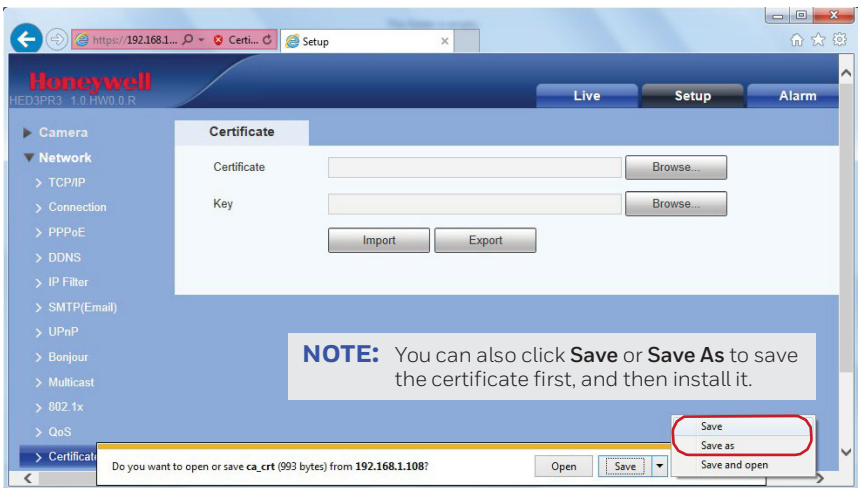 https://192.168.1... Certi... Setup
Honeywell
HED3PR3 1.0.HW0.0.R
Live Setup Alarm
Camera
Certificate
Network
Certificate Browse...
> TCP/IP
> Connection
Key Browse...
> PPPoE
Import Export
> DDNS
> IP Filter
> SMTP(Email)
> UPnP
NOTE: You can also click Save or Save As to save
the certificate first, and then install it.
> Bonjour
> Multicast
> 802.1x
> QoS
Save
Save as
Save and open
> Certificate
Do you want to open or save ca_crt (993 bytes) from 192.168.1.108? Open Save